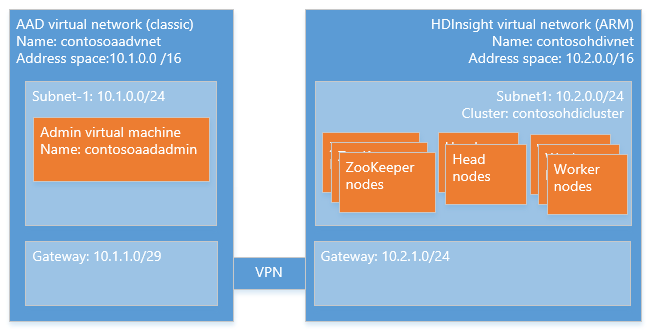 AAD virtual network (classic)
Name: contosoaadvnet
Address space:10.1.0.0 /16
Subnet-1: 10.1.0.0/24
Admin virtual machine
Name: contosoaadadmin
Gateway: 10.1.1.0/29
VPN
HDInsight virtual network (ARM)
Name: contosohdivnet
Address space: 10.2.0.0/16
Subnet1: 10.2.0.0/24
Cluster: contosohdicluster
ZooKeeper
nodes
Head
nodes
Worker
nodes
Gateway: 10.2.1.0/24